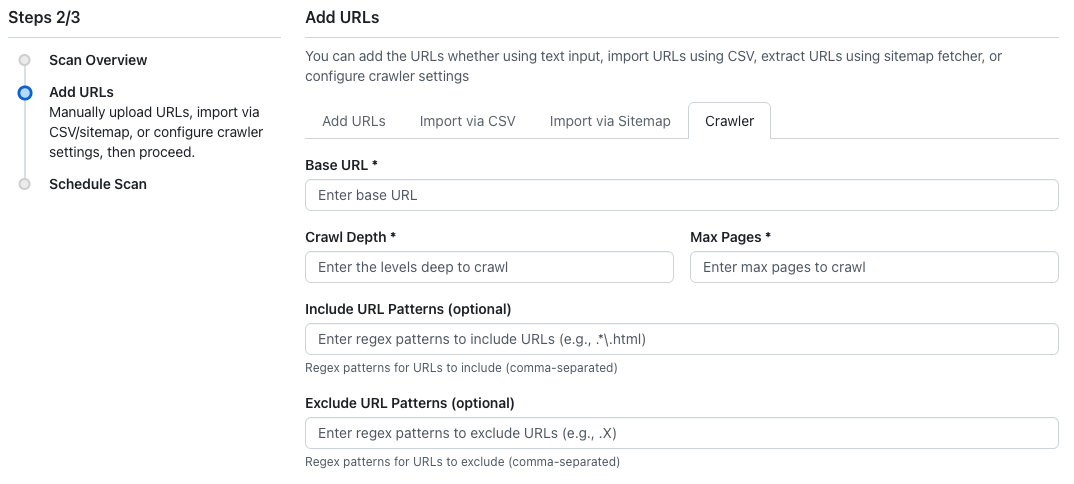 Steps 2/3
Scan Overview
Add URLs
Manually upload URLs, import via
CSV/sitemap, or configure crawler
settings, then proceed.
Schedule Scan
Add URLs
You can add the URLs whether using text input, import URLs using CSV, extract URLs using sitemap fetcher, or
configure crawler settings
Add URLs Import via CSV Import via Sitemap Crawler
Base URL *
Enter base URL
Crawl Depth * Max Pages *
Enter the levels deep to crawl Enter max pages to crawl
Include URL Patterns (optional)
Enter regex patterns to include URLs (e.g., .*\.html)
Regex patterns for URLs to include (comma-separated)
Exclude URL Patterns (optional)
Enter regex patterns to exclude URLs (e.g., .X)
Regex patterns for URLs to exclude (comma-separated)